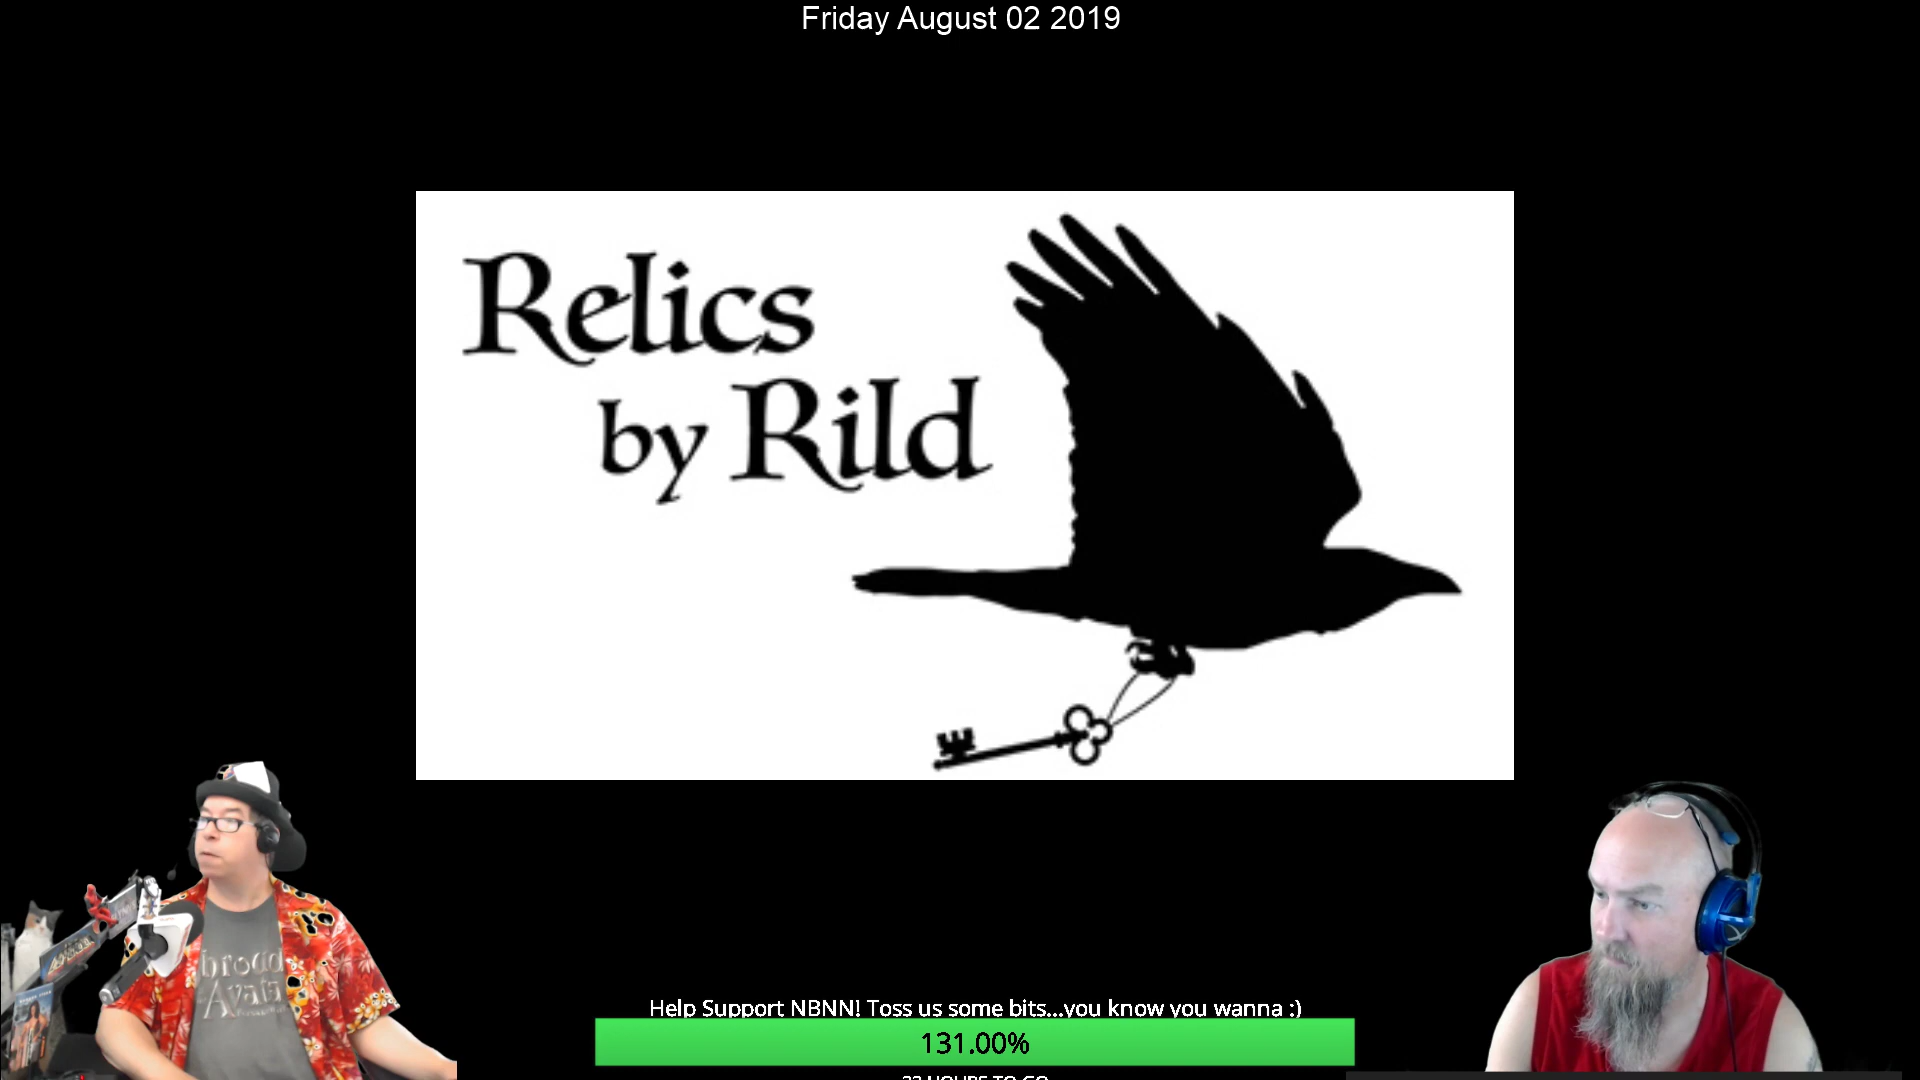 Friday August 02 2019
Relics
by Rild
Help Support NBNN! Toss us some bits...you know you wanna :)
131.00%